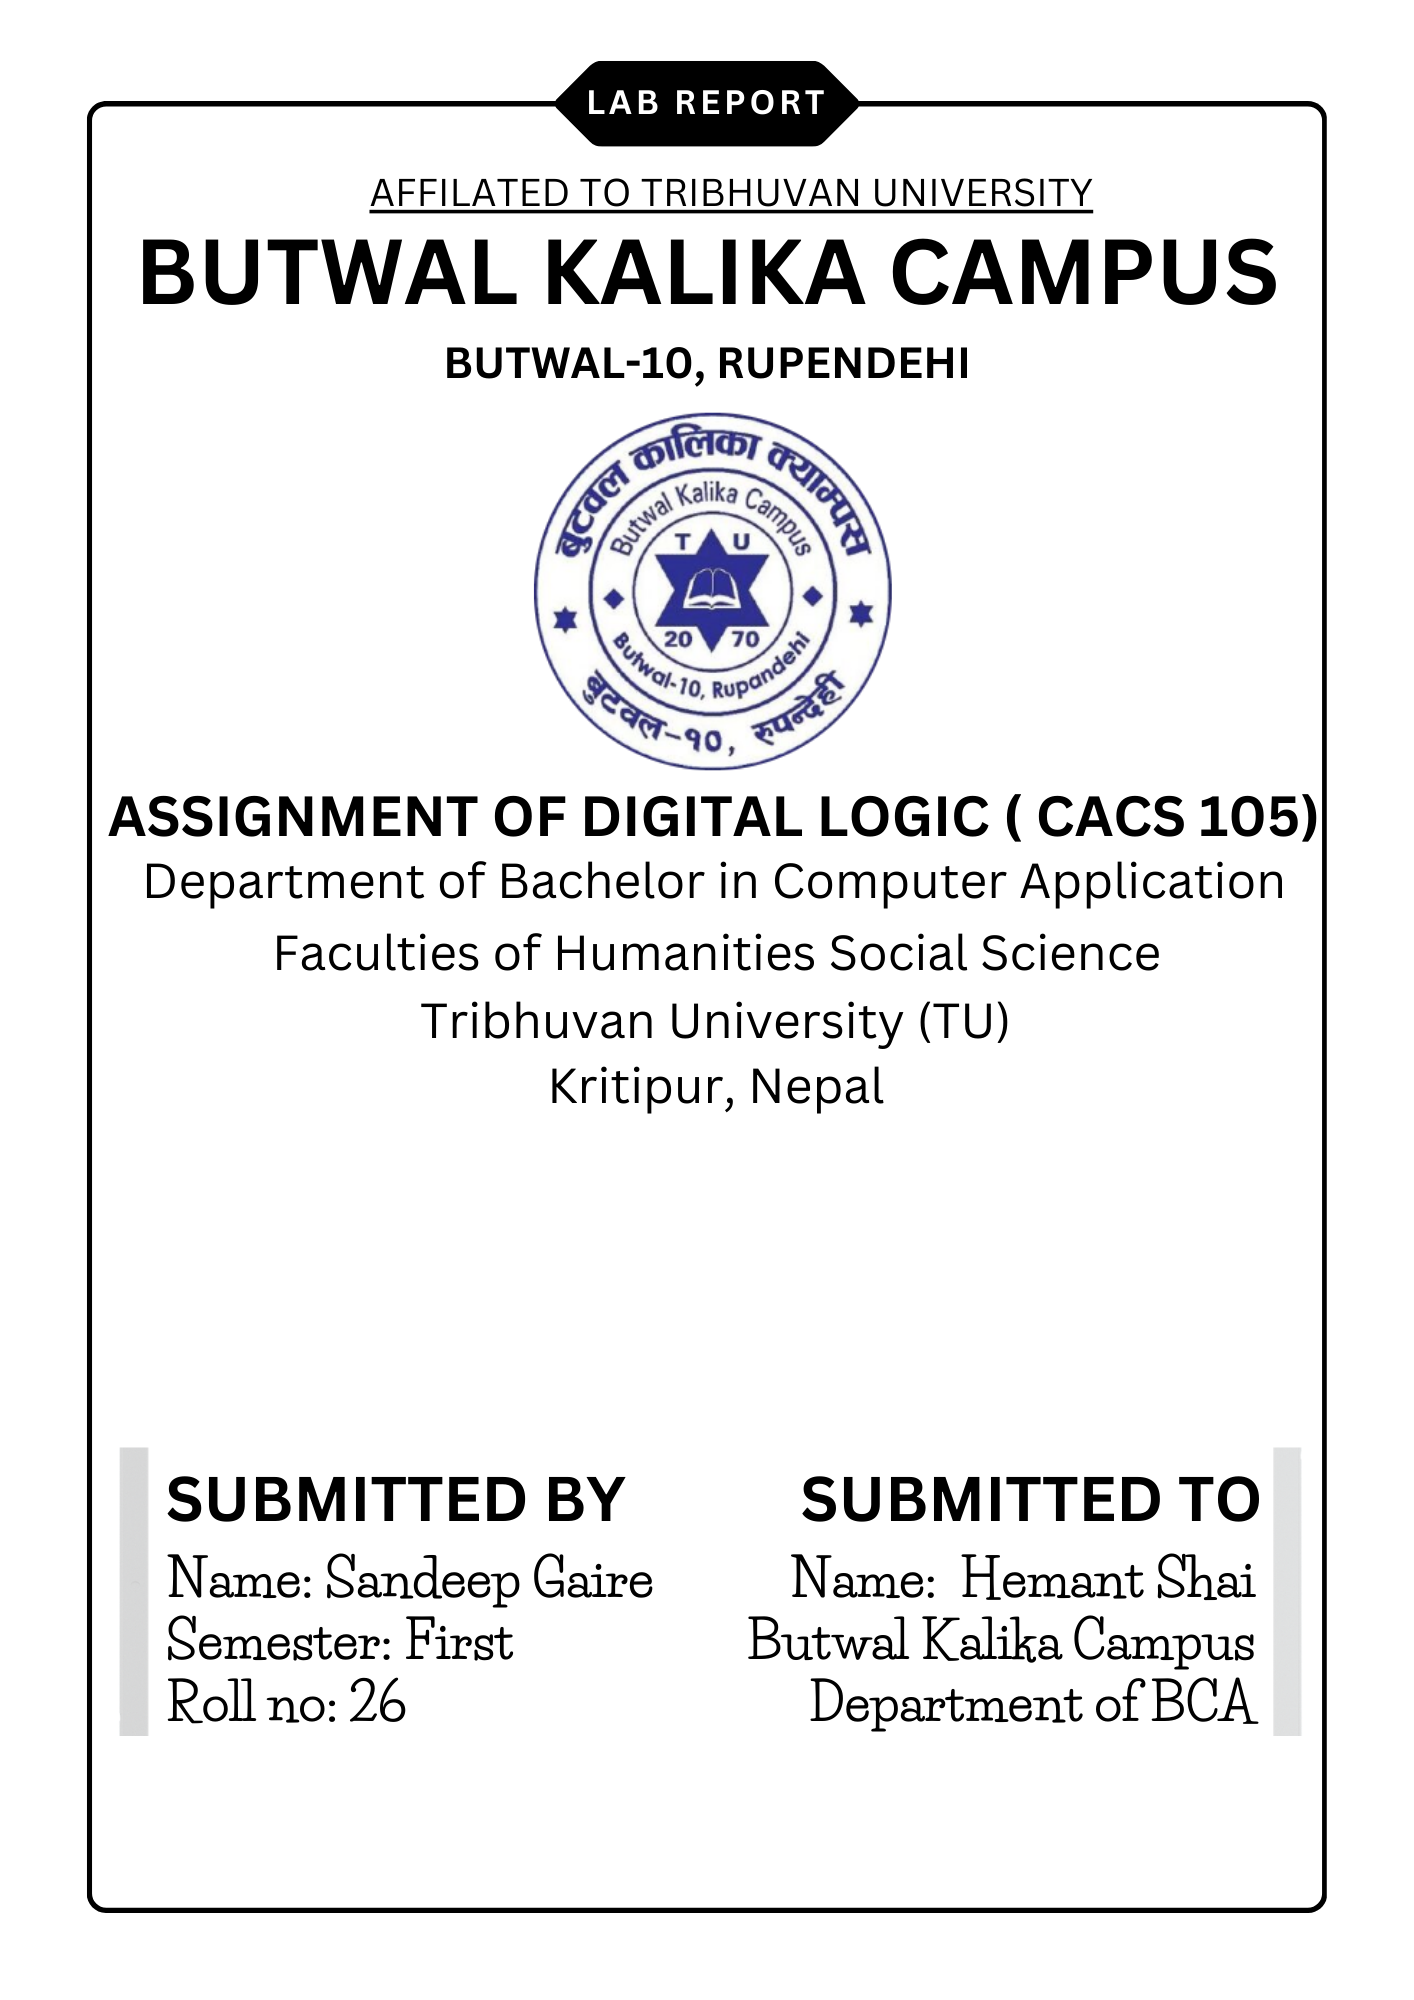 LAB REPORT
AFFILATED TO TRIBHUVAN UNIVERSITY
BUTWAL KALIKA CAMPUS
BUTWAL-10, RUPENDEHI
बुटवल कालिका क्याम्पस
Butwal Kalika Campus
T U
20 70
Butwal-10, Rupandehi
बुटवल-१०, रुपन्देही
ASSIGNMENT OF DIGITAL LOGIC ( CACS 105)
Department of Bachelor in Computer Application
Faculties of Humanities Social Science
Tribhuvan University (TU)
Kritipur, Nepal
SUBMITTED BY
Name: Sandeep Gaire
Semester: First
Roll no: 26
SUBMITTED TO
Name: Hemant Shai
Butwal Kalika Campus
Department of BCA